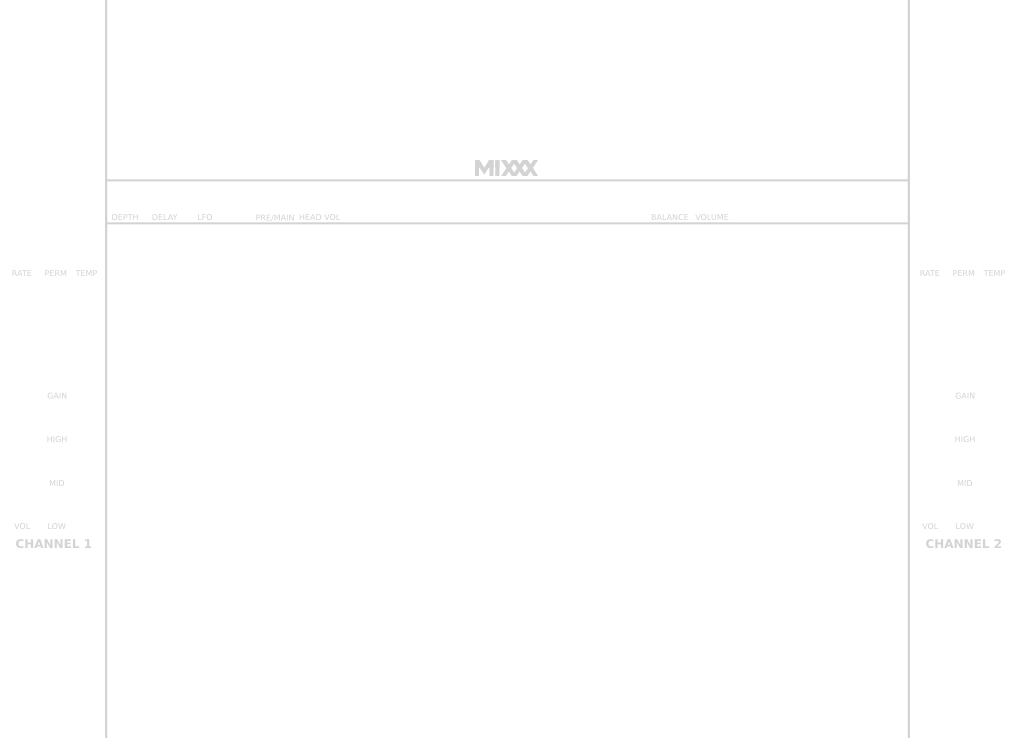 MIXXX
DEPTH DELAY LFO PRE/MAIN HEAD VOL BALANCE VOLUME
RATE PERM TEMP RATE PERM TEMP
GAIN GAIN
HIGH HIGH
MID MID
VOL LOW VOL LOW
CHANNEL 1 CHANNEL 2